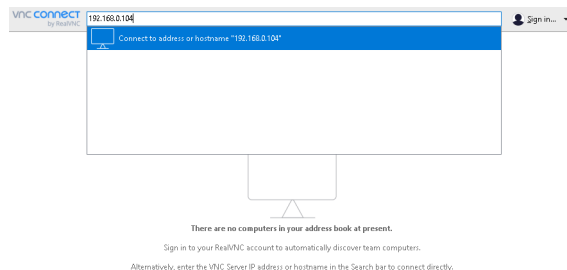 vnc connect
by RealVNC
192.168.0.104
Sign in...
Connect to address or hostname "192.168.0.104"
There are no computers in your address book at present.
Sign in to your RealVNC account to automatically discover team computers.
Alternatively, enter the VNC Server IP address or hostname in the Search bar to connect directly.